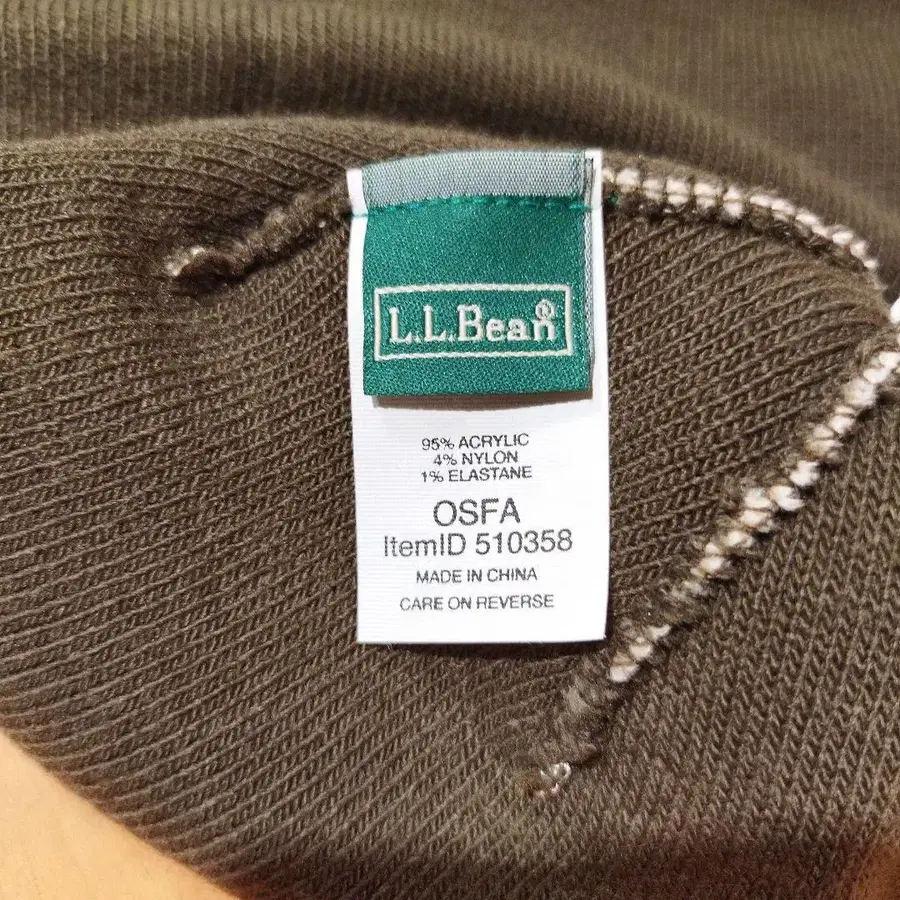 L.L.Bean®
95% ACRYLIC
4% NYLON
1% ELASTANE
OSFA
ItemID 510358
MADE IN CHINA
CARE ON REVERSE